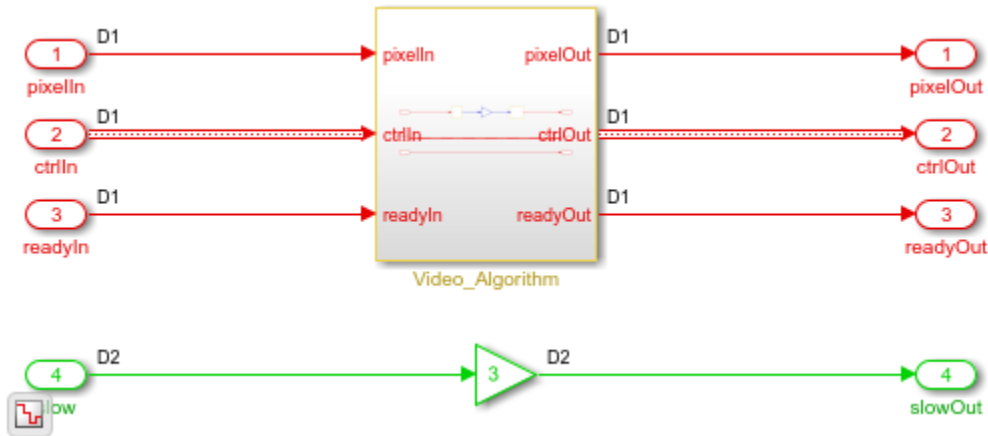 D1
1
pixelIn
D1
2
ctrlIn
D1
3
readyIn
pixelIn
pixelOut
ctrlIn
ctrlOut
readyIn
readyOut
Video_Algorithm
D1
1
pixelOut
D1
2
ctrlOut
D1
3
readyOut
D2
4
3
D2
4
slowOut